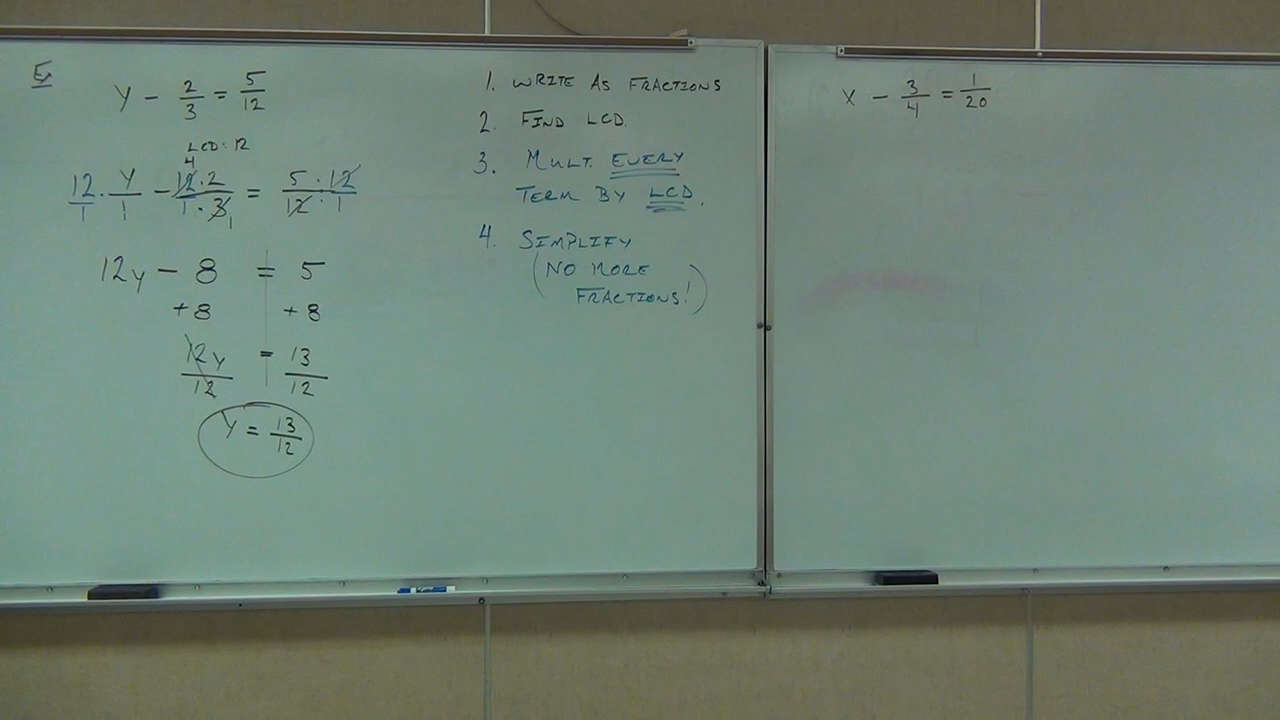 Ex
y - 2/3 = 5/12
LCD: 12
4
12/1 · y/1 - 12·2/1·3 = 5·12/12·1
1
12y - 8 = 5
+8 +8
12y/12 = 13/12
y = 13/12
1. WRITE AS FRACTIONS
2. FIND LCD.
3. MULT. EVERY
TERM BY LCD.
4. SIMPLIFY
(NO MORE
FRACTIONS!)
x - 3/4 = 1/20